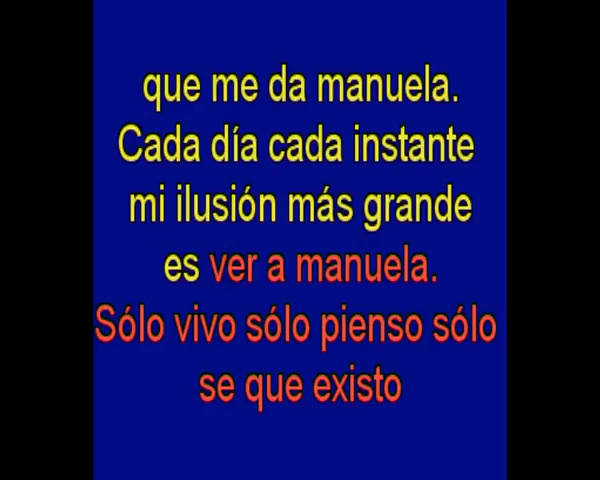 que me da manuela.
Cada día cada instante
mi ilusión más grande
es ver a manuela.
Sólo vivo sólo pienso sólo
se que existo